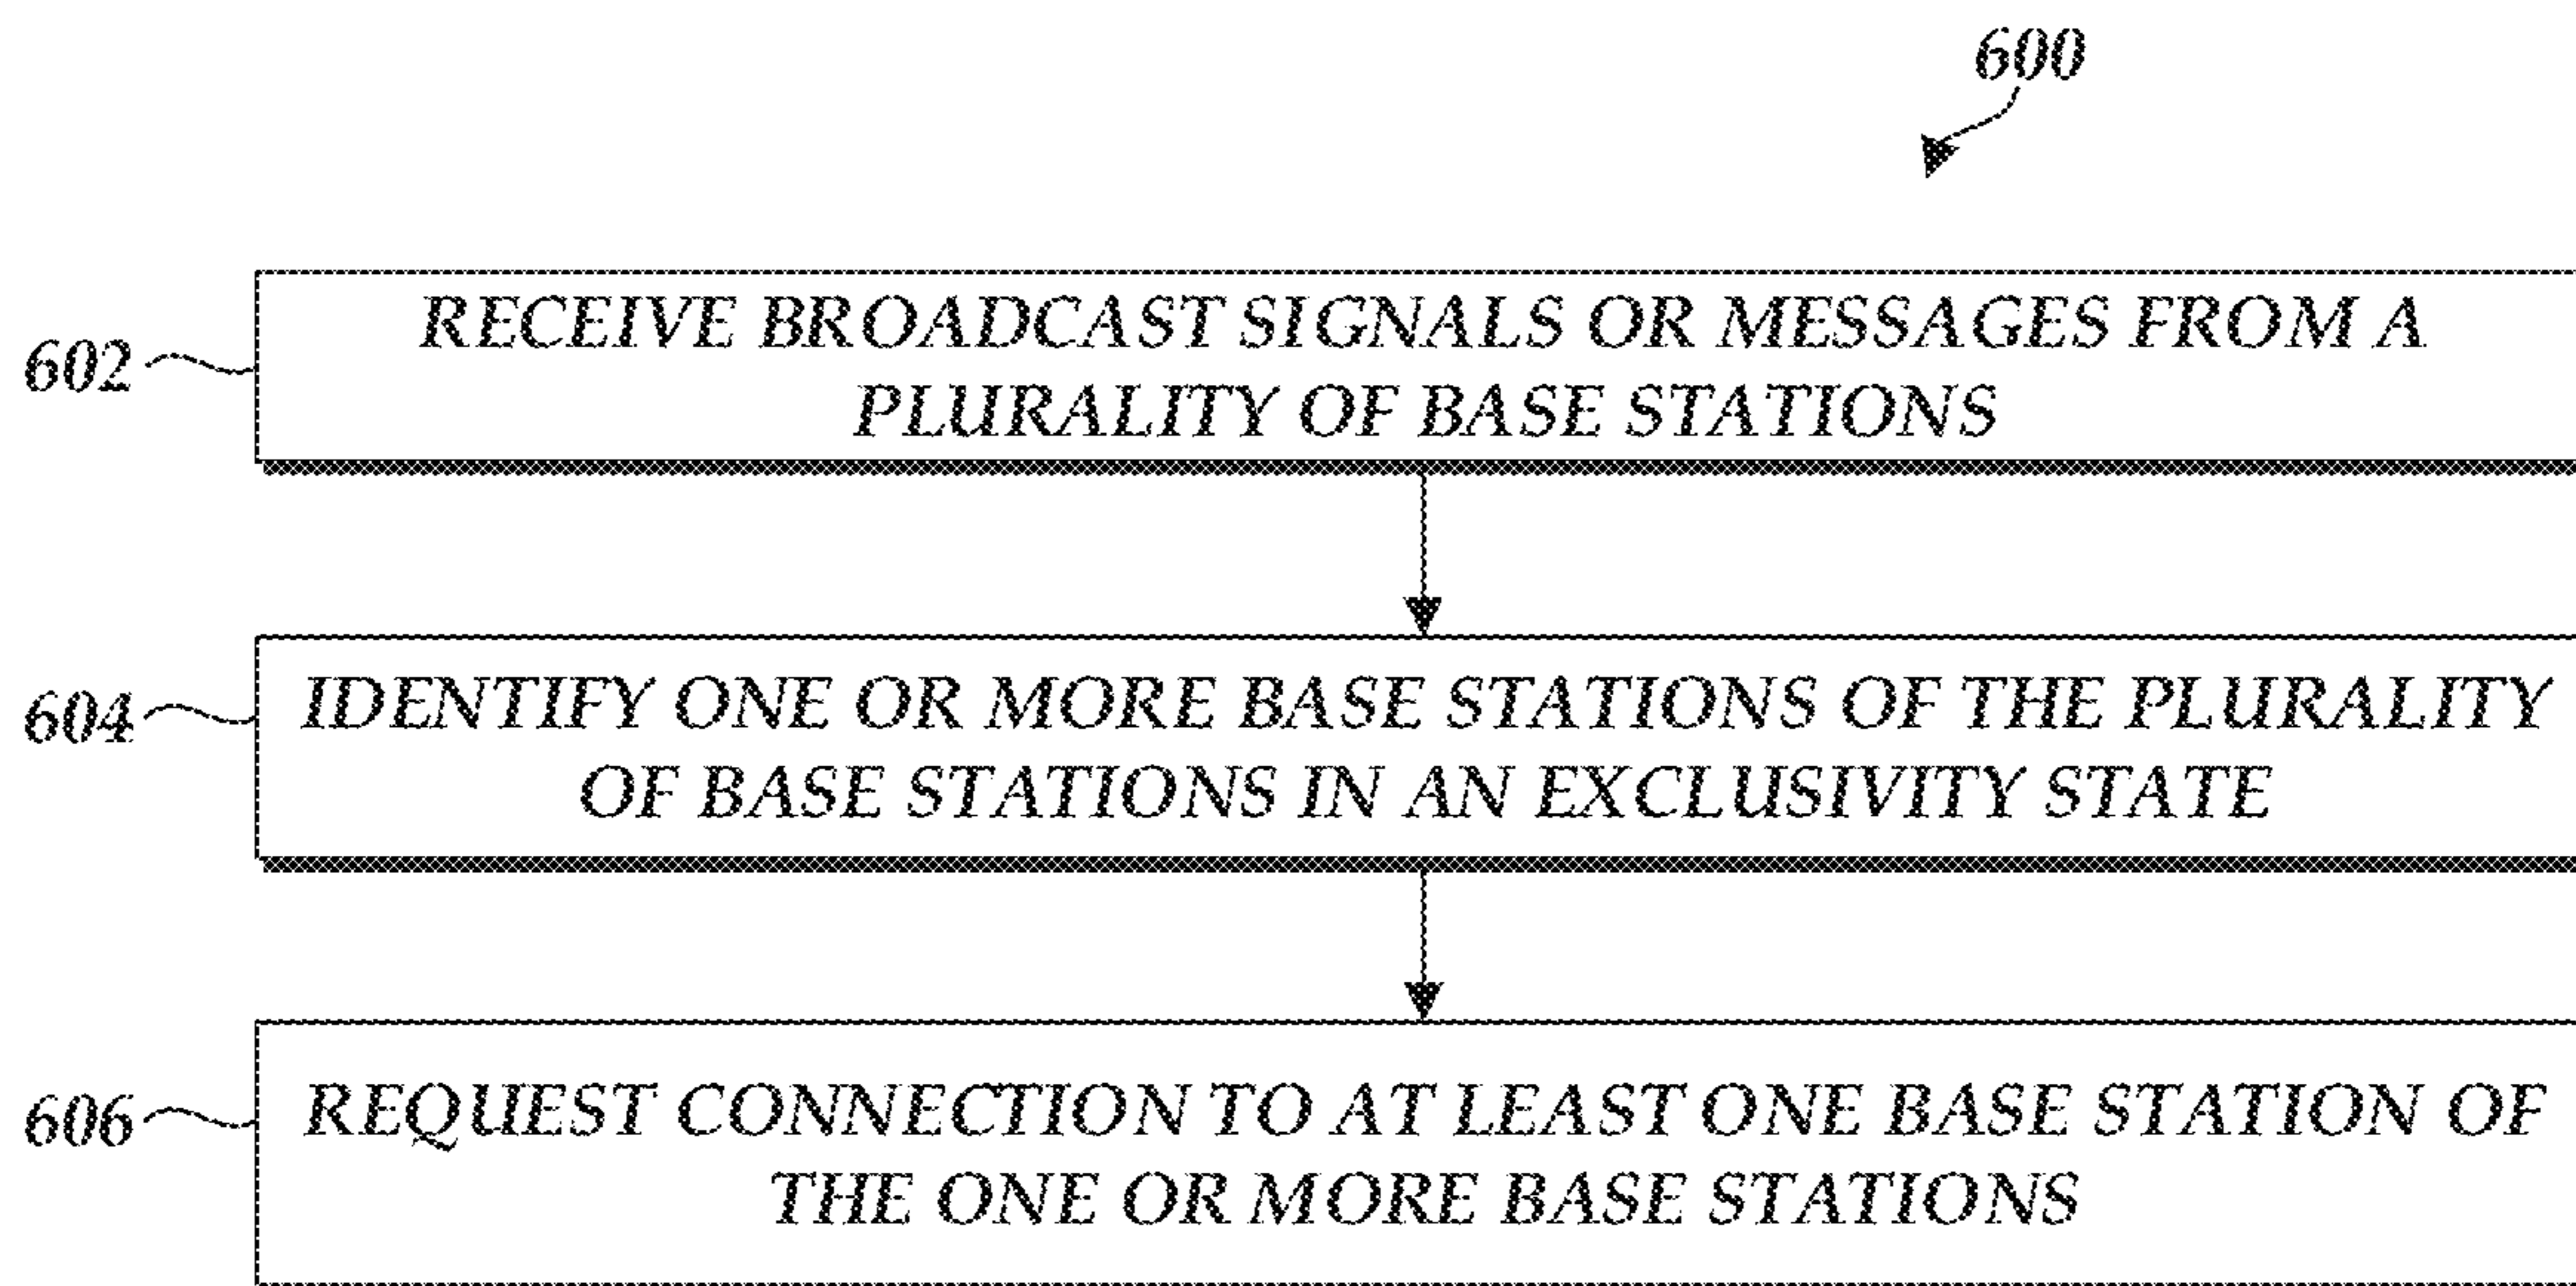 600
602
RECEIVE BROADCAST SIGNALS OR MESSAGES FROM A
PLURALITY OF BASE STATIONS
604
IDENTIFY ONE OR MORE BASE STATIONS OF THE PLURALITY
OF BASE STATIONS IN AN EXCLUSIVITY STATE
606
REQUEST CONNECTION TO AT LEAST ONE BASE STATION OF
THE ONE OR MORE BASE STATIONS